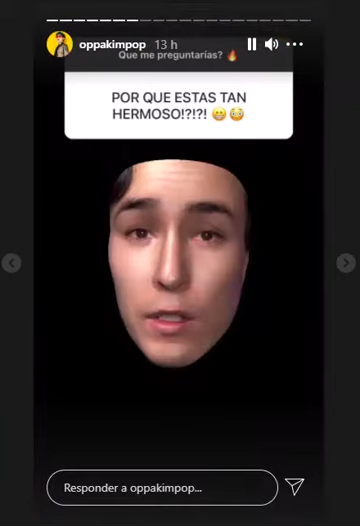 oppakimpop 13 h
Que me preguntarías? 🔥
POR QUE ESTAS TAN
HERMOSO!?!?! 😁😳
Responder a oppakimpop...